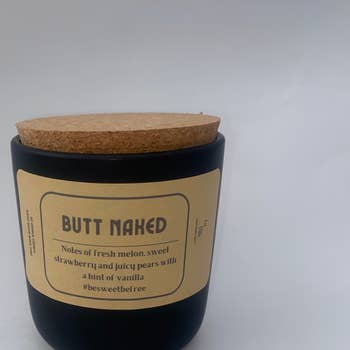 BUTT NAKED
Notes of fresh melon, sweet
strawberry and juicy pears with
a hint of vanilla
#besweetbefree